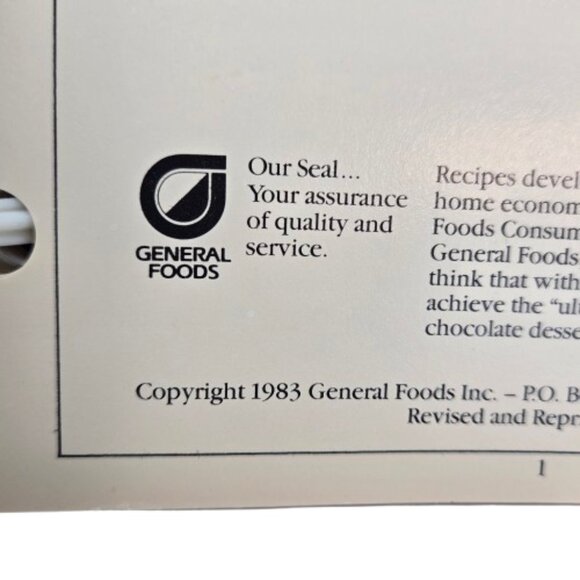 Our Seal...
Your assurance
of quality and
service.
GENERAL
FOODS
Recipes devel
home econom
Foods Consum
General Foods
think that with
achieve the “ul
chocolate desse
Copyright 1983 General Foods Inc. – P.O. B
Revised and Repr
1